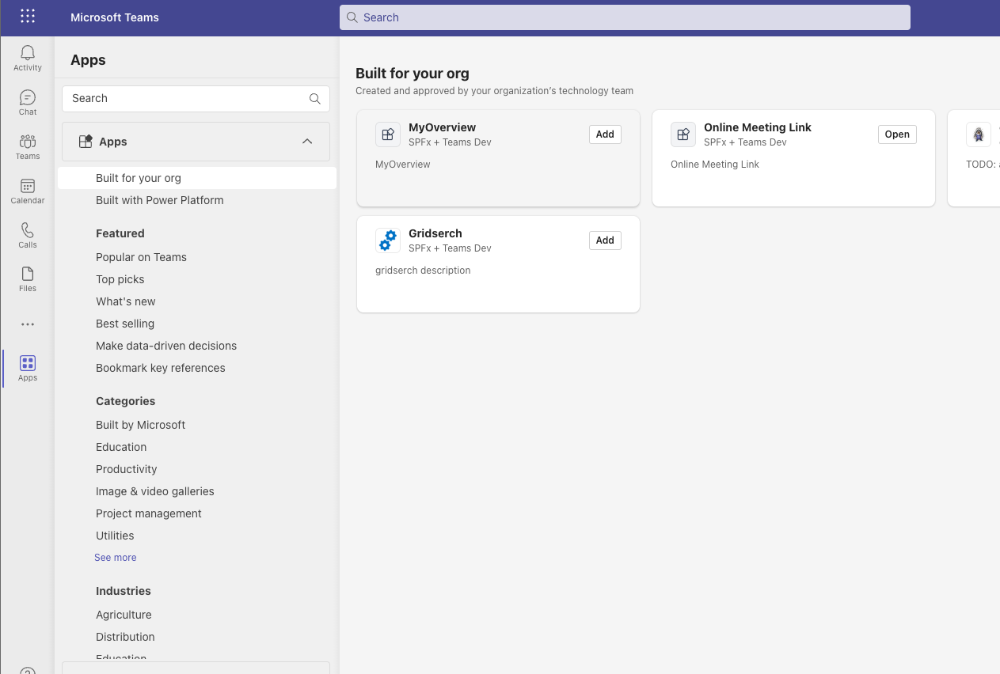 Microsoft Teams
Search
Activity
Chat
Teams
Calendar
Calls
Files
Apps
Apps
Search
Apps
Built for your org
Built with Power Platform
Featured
Popular on Teams
Top picks
What's new
Best selling
Make data-driven decisions
Bookmark key references
Categories
Built by Microsoft
Education
Productivity
Image & video galleries
Project management
Utilities
See more
Industries
Agriculture
Distribution
Education
Built for your org
Created and approved by your organization's technology team
MyOverview
SPFx + Teams Dev
Add
MyOverview
Online Meeting Link
SPFx + Teams Dev
Open
Online Meeting Link
TODO:
Gridserch
SPFx + Teams Dev
Add
gridserch description